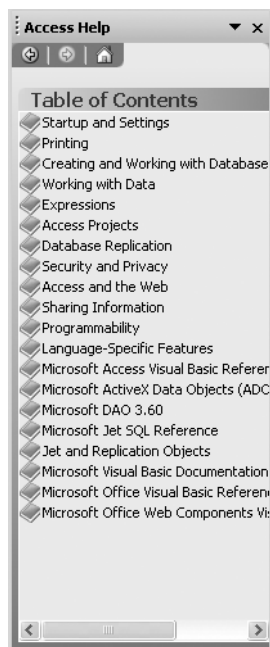 Access Help
Table of Contents
Startup and Settings
Printing
Creating and Working with Database
Working with Data
Expressions
Access Projects
Database Replication
Security and Privacy
Access and the Web
Sharing Information
Programmability
Language-Specific Features
Microsoft Access Visual Basic Referen
Microsoft ActiveX Data Objects (ADO
Microsoft DAO 3.60
Microsoft Jet SQL Reference
Jet and Replication Objects
Microsoft Visual Basic Documentation
Microsoft Office Visual Basic Referen
Microsoft Office Web Components Vis